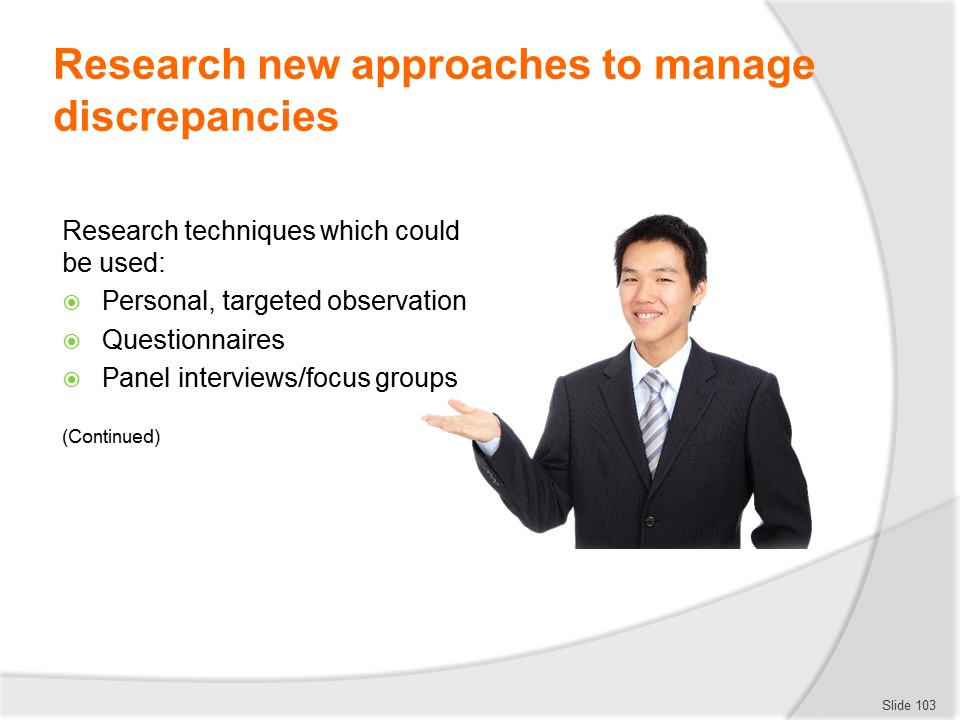 Research new approaches to manage
discrepancies
Research techniques which could
be used:
Personal, targeted observation
Questionnaires
Panel interviews/focus groups
(Continued)
Slide 103